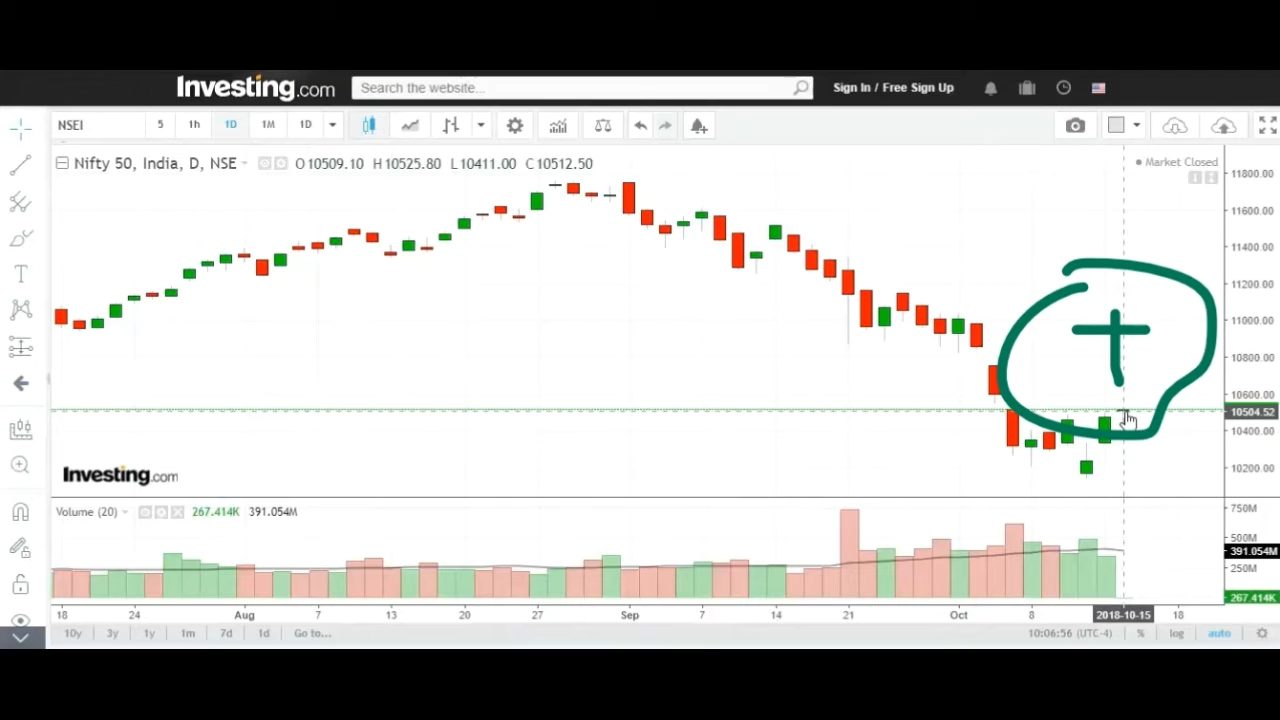 Investing.com
Search the website...
Sign In / Free Sign Up
NSEI 5 1h 1D 1M 1D
Nifty 50, India, D, NSE O10509.10 H10525.80 L10411.00 C10512.50
Market Closed
11800.00
11600.00
11400.00
11200.00
11000.00
10800.00
10600.00
10504.52
10400.00
10200.00
Investing.com
Volume (20) 267.414K 391.054M
750M
500M
391.054M
250M
267.414K
18 24 Aug 7 13 20 27 Sep 7 14 21 Oct 8 2018-10-15 18
10y 3y 1y 1m 7d 1d Go to... 10:06:56 (UTC-4) % log auto